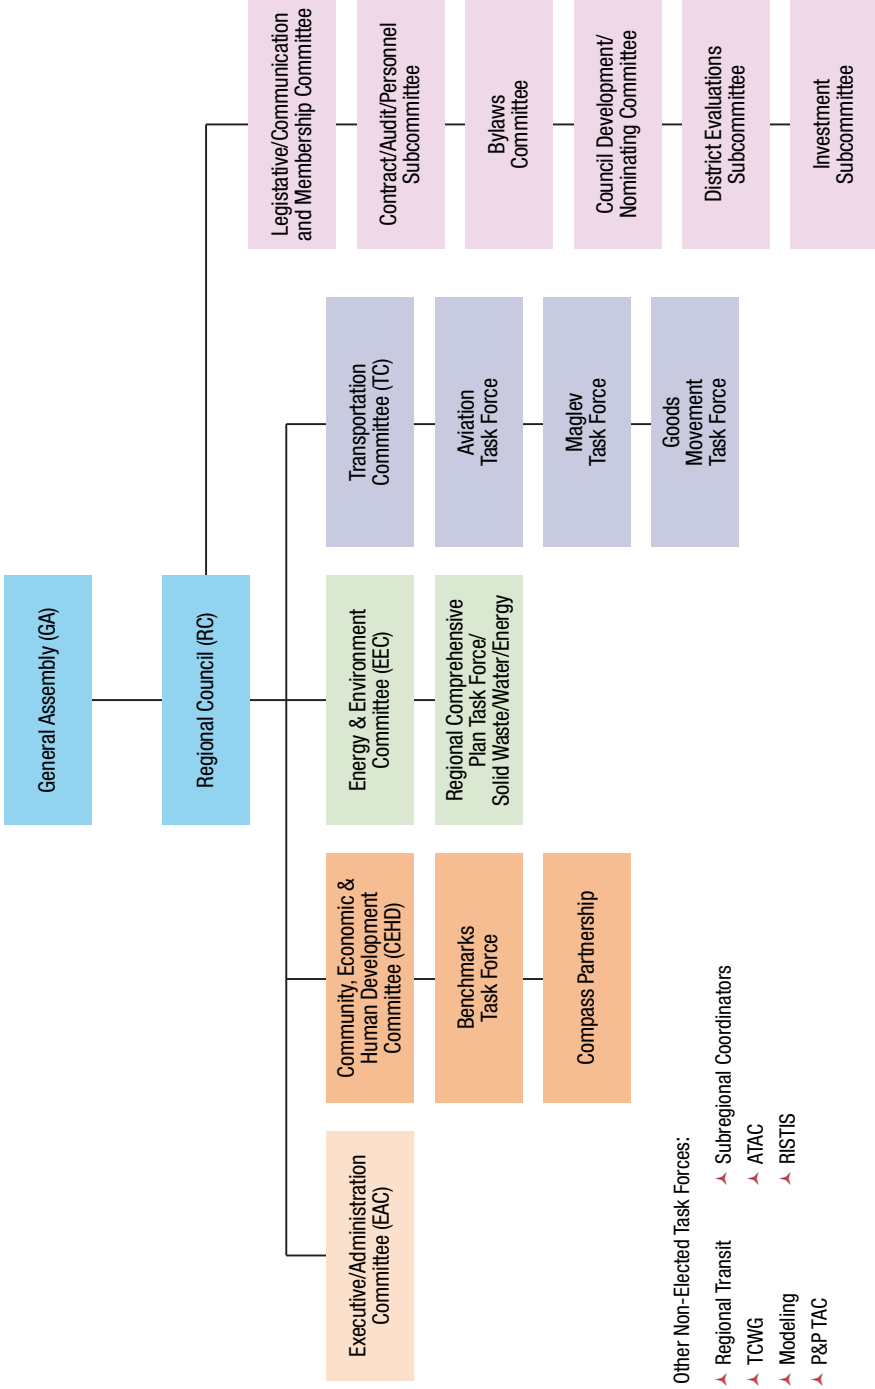 General Assembly (GA)
Regional Council (RC)
Executive/Administration
Committee (EAC)
Community, Economic &
Human Development
Committee (CEHD)
Benchmarks
Task Force
Compass Partnership
Energy & Environment
Committee (EEC)
Regional Comprehensive
Plan Task Force/
Solid Waste/Water/Energy
Transportation
Committee (TC)
Aviation
Task Force
Maglev
Task Force
Goods
Movement
Task Force
Legistative/Communication
and Membership Committee
Contract/Audit/Personnel
Subcommittee
Bylaws
Committee
Council Development/
Nominating Committee
District Evaluations
Subcommittee
Investment
Subcommittee
Other Non-Elected Task Forces:
Regional Transit
TCWG
Modeling
P&P TAC
Subregional Coordinators
ATAC
RISTIS